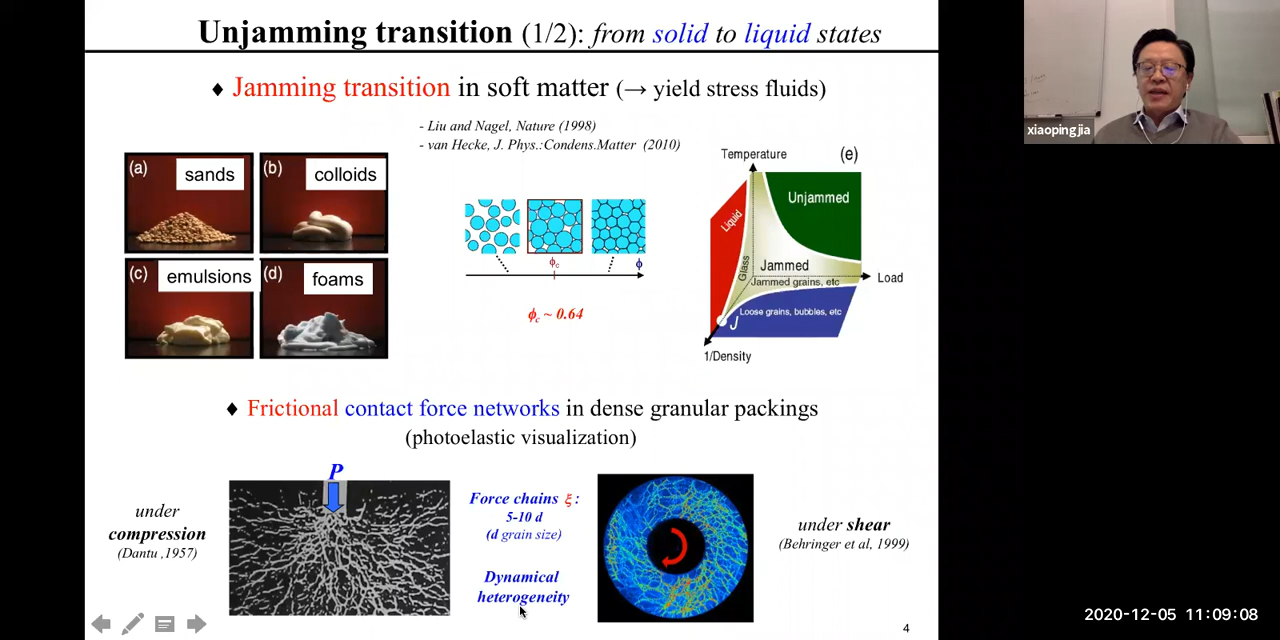 Unjamming transition (1/2): from solid to liquid states
♦ Jamming transition in soft matter (→ yield stress fluids)
- Liu and Nagel, Nature (1998)
- van Hecke, J. Phys.:Condens.Matter (2010)
(a) sands
(b) colloids
(c) emulsions
(d) foams
ϕc
ϕ
ϕc ~ 0.64
Temperature
(e)
Unjammed
Liquid
Glass
Jammed
Load
Jammed grains, etc
Loose grains, bubbles, etc
J
1/Density
♦ Frictional contact force networks in dense granular packings
(photoelastic visualization)
P
under
compression
(Dantu ,1957)
Force chains ξ :
5-10 d
(d grain size)
Dynamical
heterogeneity
under shear
(Behringer et al, 1999)
4
xiaoping jia
2020-12-05 11:09:08